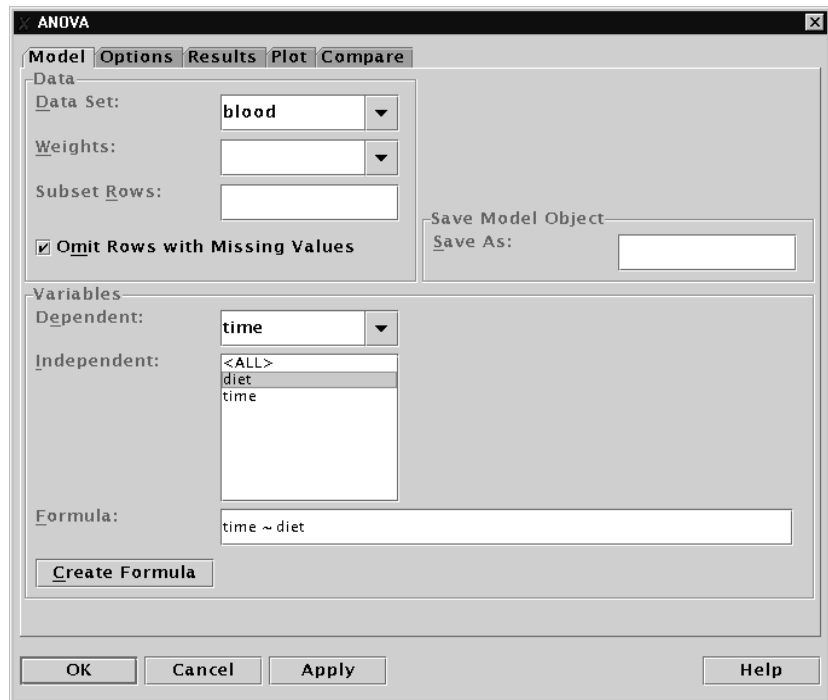 ANOVA
Model Options Results Plot Compare
Data
Data Set: blood
Weights:
Subset Rows:
Omit Rows with Missing Values
Save Model Object
Save As:
Variables
Dependent: time
Independent: <ALL>
diet
time
Formula: time ~ diet
Create Formula
OK Cancel Apply Help